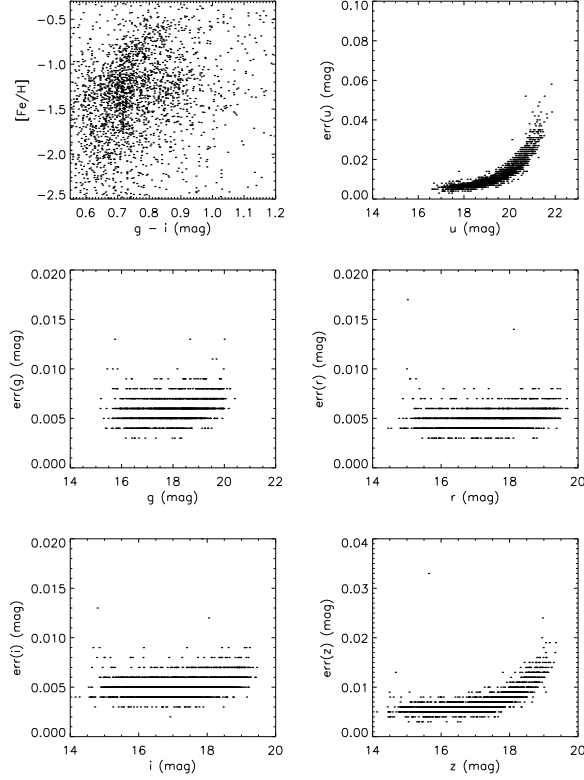 −0.5
−1.0
−1.5
−2.0
−2.5
[Fe/H]
0.6 0.7 0.8 0.9 1.0 1.1 1.2
g − i (mag)
0.10
0.08
0.06
0.04
0.02
0.00
err(u) (mag)
14 16 18 20 22
u (mag)
0.020
0.015
0.010
0.005
0.000
err(g) (mag)
14 16 18 20 22
g (mag)
0.020
0.015
0.010
0.005
0.000
err(r) (mag)
14 16 18 20
r (mag)
0.020
0.015
0.010
0.005
0.000
err(i) (mag)
14 16 18 20
i (mag)
0.04
0.03
0.02
0.01
0.00
err(z) (mag)
14 16 18 20
z (mag)